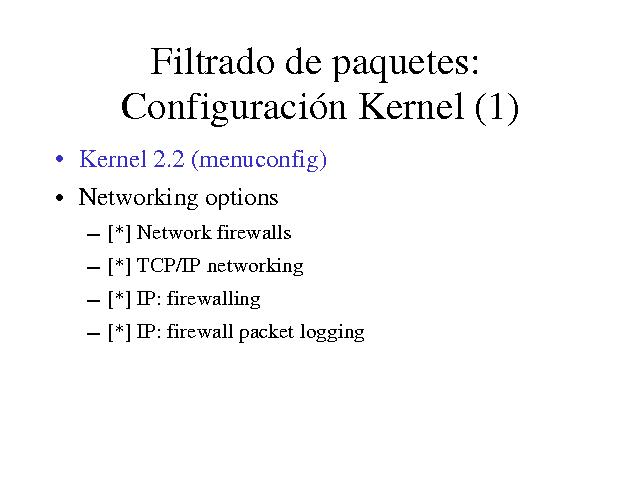 Filtrado de paquetes:
Configuración Kernel (1)
• Kernel 2.2 (menuconfig)
• Networking options
– [*] Network firewalls
– [*] TCP/IP networking
– [*] IP: firewalling
– [*] IP: firewall packet logging